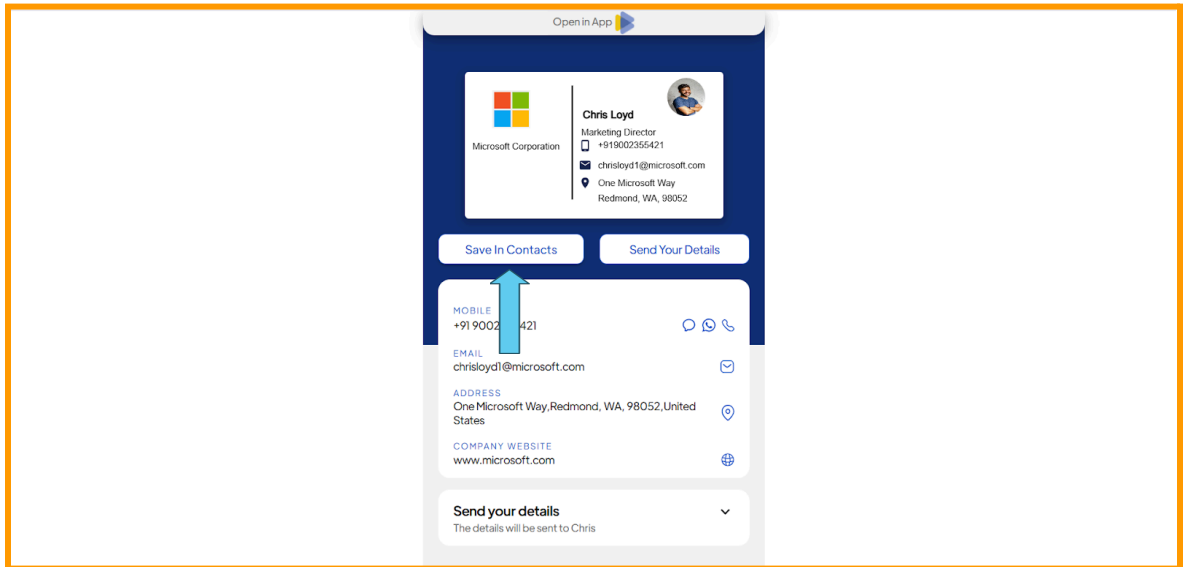 Open in App
Microsoft Corporation
Chris Loyd
Marketing Director
+919002355421
chrisloyd1@microsoft.com
One Microsoft Way
Redmond, WA, 98052
Save In Contacts
Send Your Details
MOBILE
+91 9002 421
EMAIL
chrisloyd1@microsoft.com
ADDRESS
One Microsoft Way,Redmond, WA, 98052,United
States
COMPANY WEBSITE
www.microsoft.com
Send your details
The details will be sent to Chris